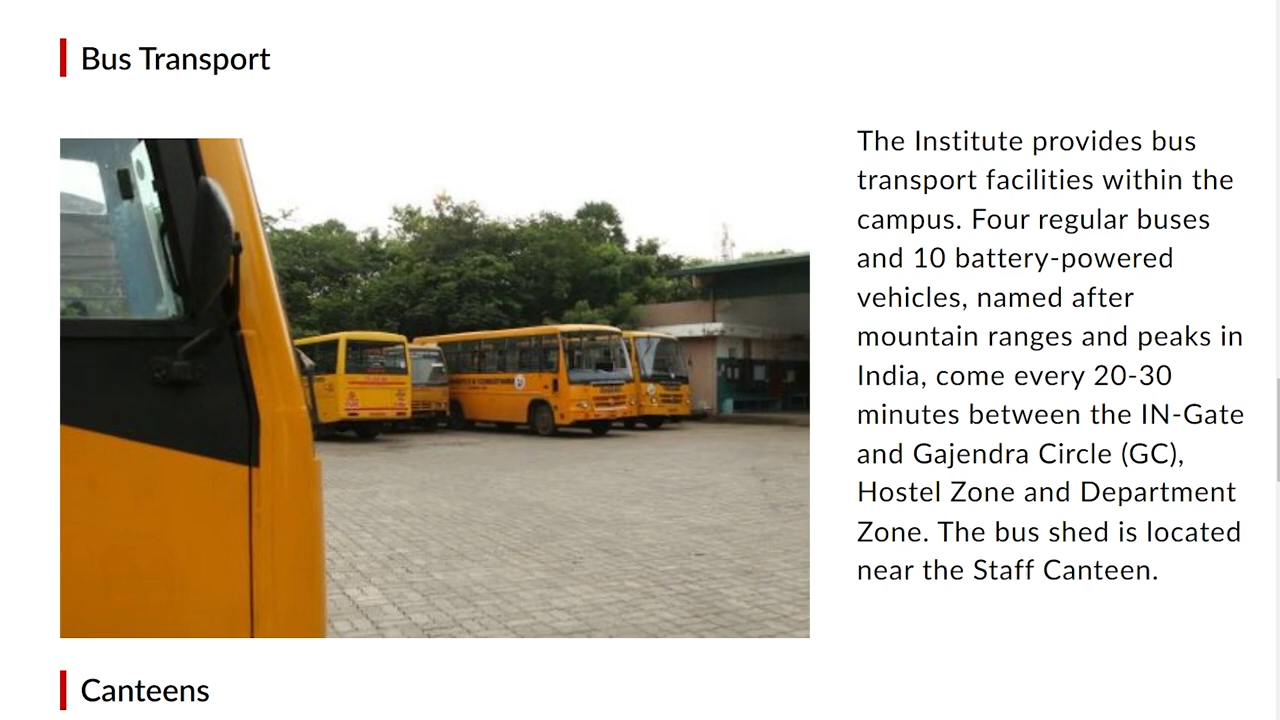 Bus Transport
The Institute provides bus
transport facilities within the
campus. Four regular buses
and 10 battery-powered
vehicles, named after
mountain ranges and peaks in
India, come every 20-30
minutes between the IN-Gate
and Gajendra Circle (GC),
Hostel Zone and Department
Zone. The bus shed is located
near the Staff Canteen.
Canteens